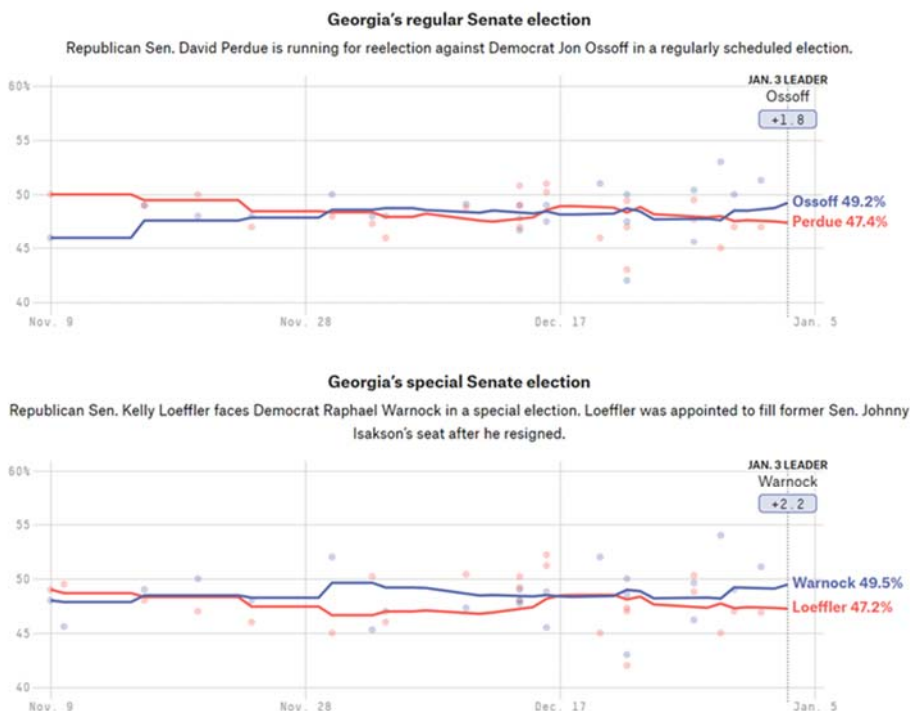 Georgia's regular Senate election
Republican Sen. David Perdue is running for reelection against Democrat Jon Ossoff in a regularly scheduled election.
JAN. 3 LEADER
Ossoff
+1.8
60%
55
50
45
40
Ossoff 49.2%
Perdue 47.4%
Nov. 9
Nov. 28
Dec. 17
Jan. 5
Georgia's special Senate election
Republican Sen. Kelly Loeffler faces Democrat Raphael Warnock in a special election. Loeffler was appointed to fill former Sen. Johnny
Isakson's seat after he resigned.
JAN. 3 LEADER
Warnock
+2.2
60%
55
50
45
40
Warnock 49.5%
Loeffler 47.2%
Nov. 9
Nov. 28
Dec. 17
Jan. 5